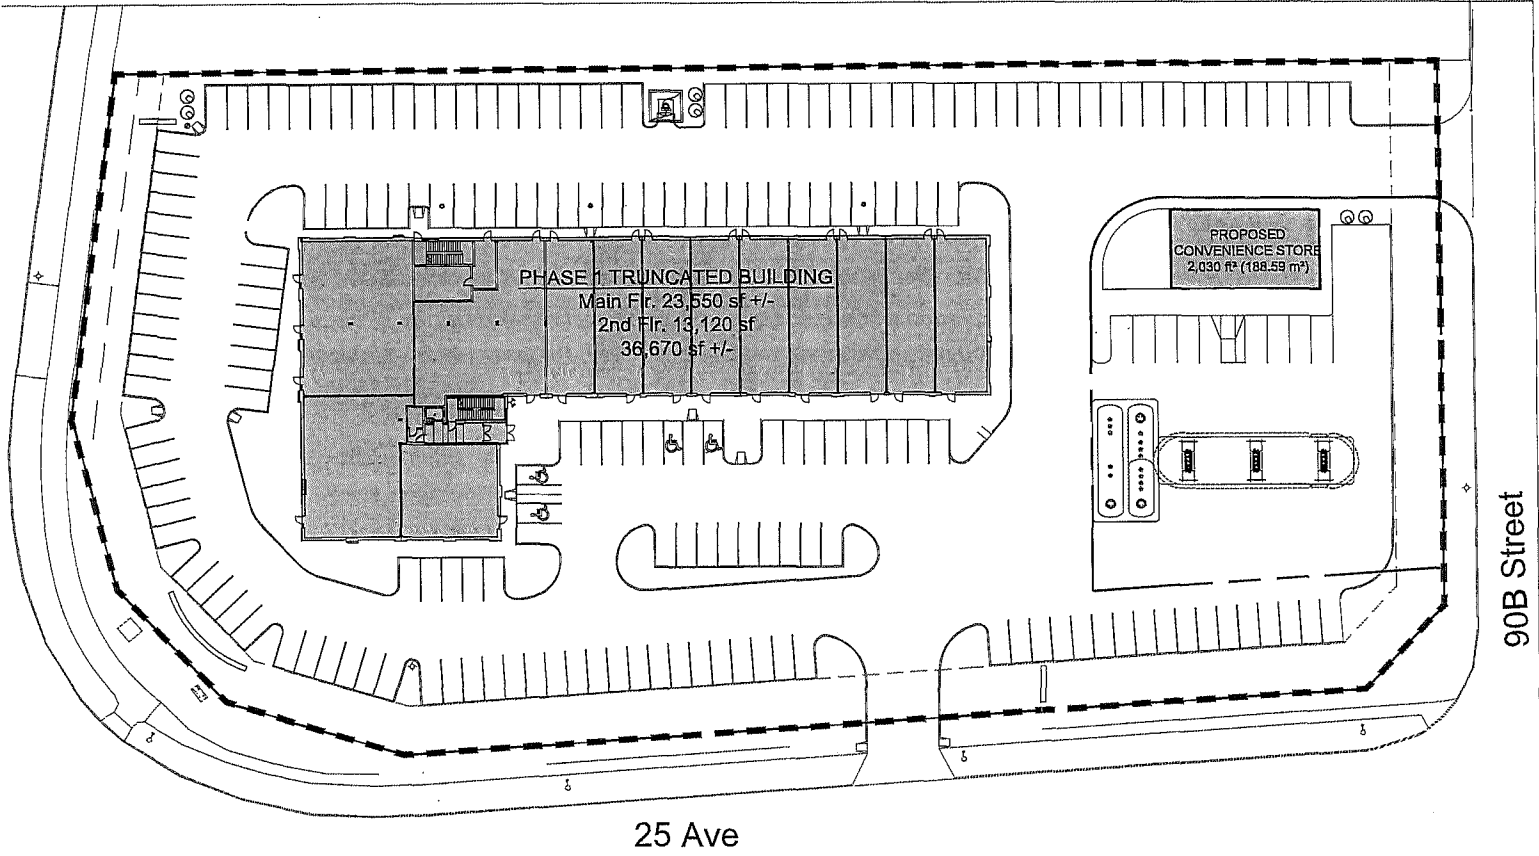 PHASE 1 TRUNCATED BUILDING
Main Flr. 23,550 sf +/-
2nd Flr. 13,120 sf
36,670 sf +/-
PROPOSED
CONVENIENCE STORE
2,030 ft² (188.59 m²)
90B Street
25 Ave